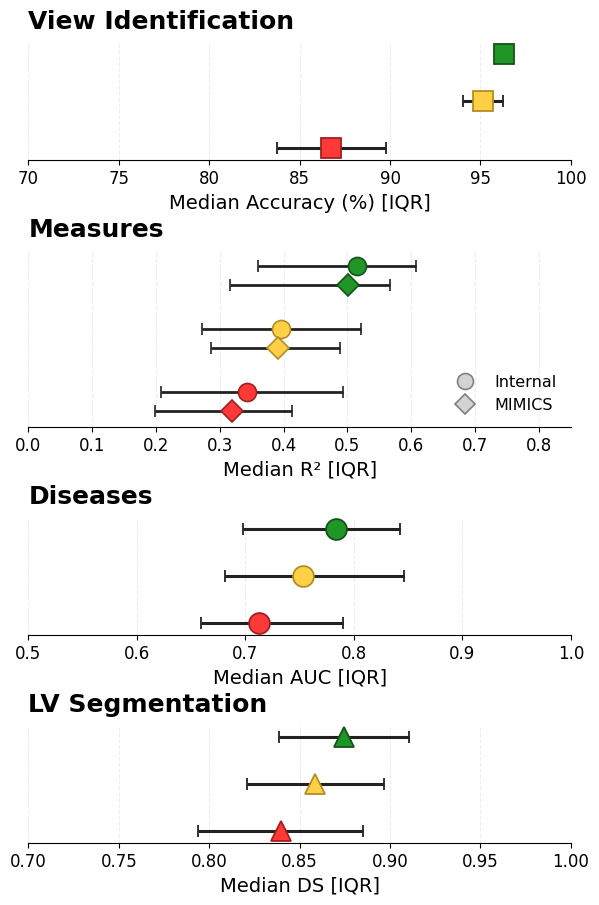 View Identification
70 75 80 85 90 95 100
Median Accuracy (%) [IQR]
Measures
Internal
MIMICS
0.0 0.1 0.2 0.3 0.4 0.5 0.6 0.7 0.8
Median R² [IQR]
Diseases
0.5 0.6 0.7 0.8 0.9 1.0
Median AUC [IQR]
LV Segmentation
0.70 0.75 0.80 0.85 0.90 0.95 1.00
Median DS [IQR]